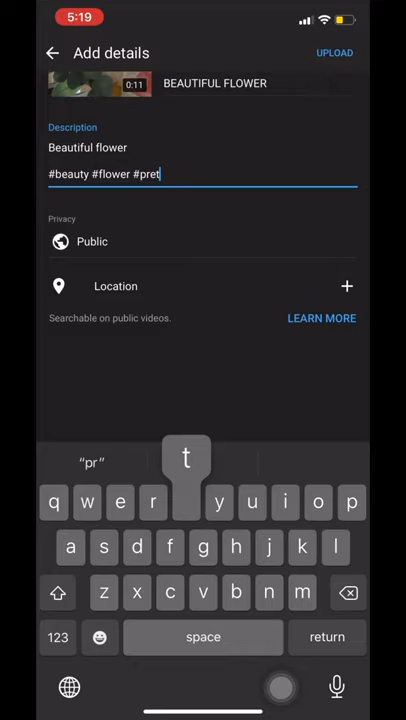 5:19
Add details
UPLOAD
0:11
BEAUTIFUL FLOWER
Description
Beautiful flower
#beauty #flower #pret
Privacy
Public
Location
+
Searchable on public videos.
LEARN MORE
“pr”
t
q w e r y u i o p
a s d f g h j k l
z x c v b n m
123
space
return